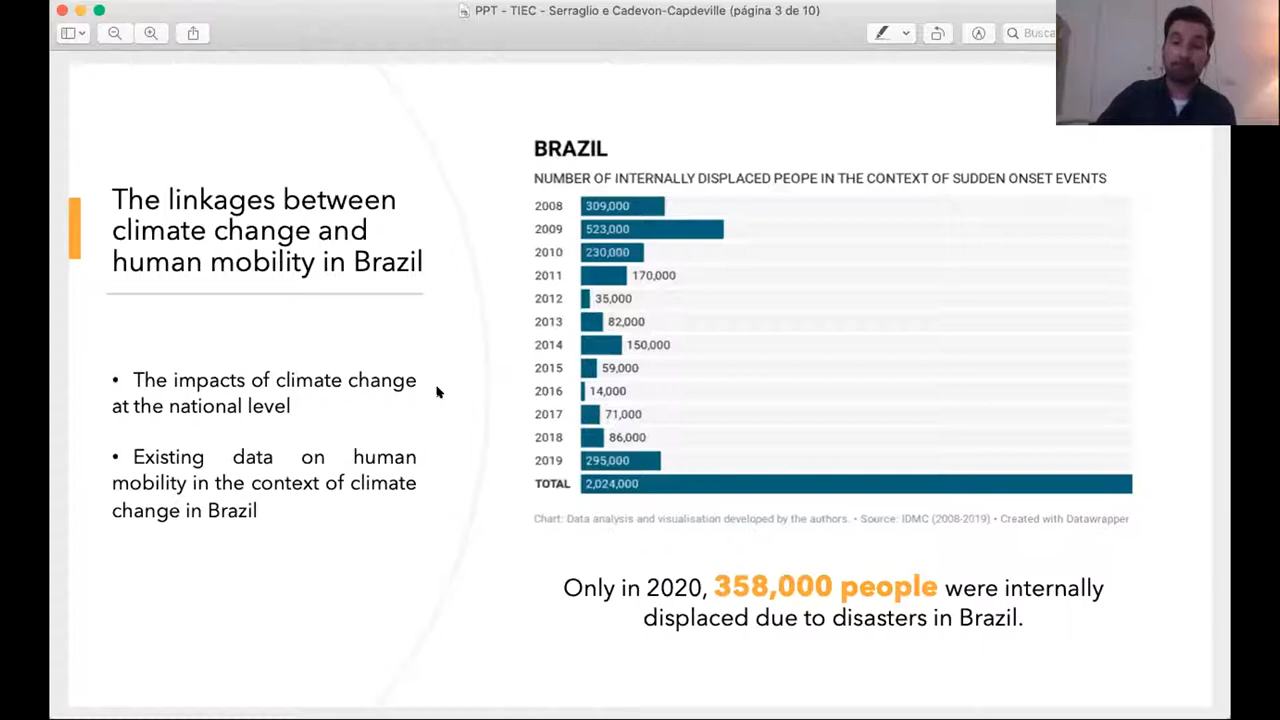 PPT - TIEC - Serraglio e Cadevon-Capdeville (página 3 de 10)
Busca
The linkages between
climate change and
human mobility in Brazil
• The impacts of climate change
at the national level
• Existing data on human
mobility in the context of climate
change in Brazil
BRAZIL
NUMBER OF INTERNALLY DISPLACED PEOPE IN THE CONTEXT OF SUDDEN ONSET EVENTS
2008 309,000
2009 523,000
2010 230,000
2011 170,000
2012 35,000
2013 82,000
2014 150,000
2015 59,000
2016 14,000
2017 71,000
2018 86,000
2019 295,000
TOTAL 2,024,000
Chart: Data analysis and visualisation developed by the authors. • Source: IDMC (2008-2019) • Created with Datawrapper
Only in 2020, 358,000 people were internally
displaced due to disasters in Brazil.